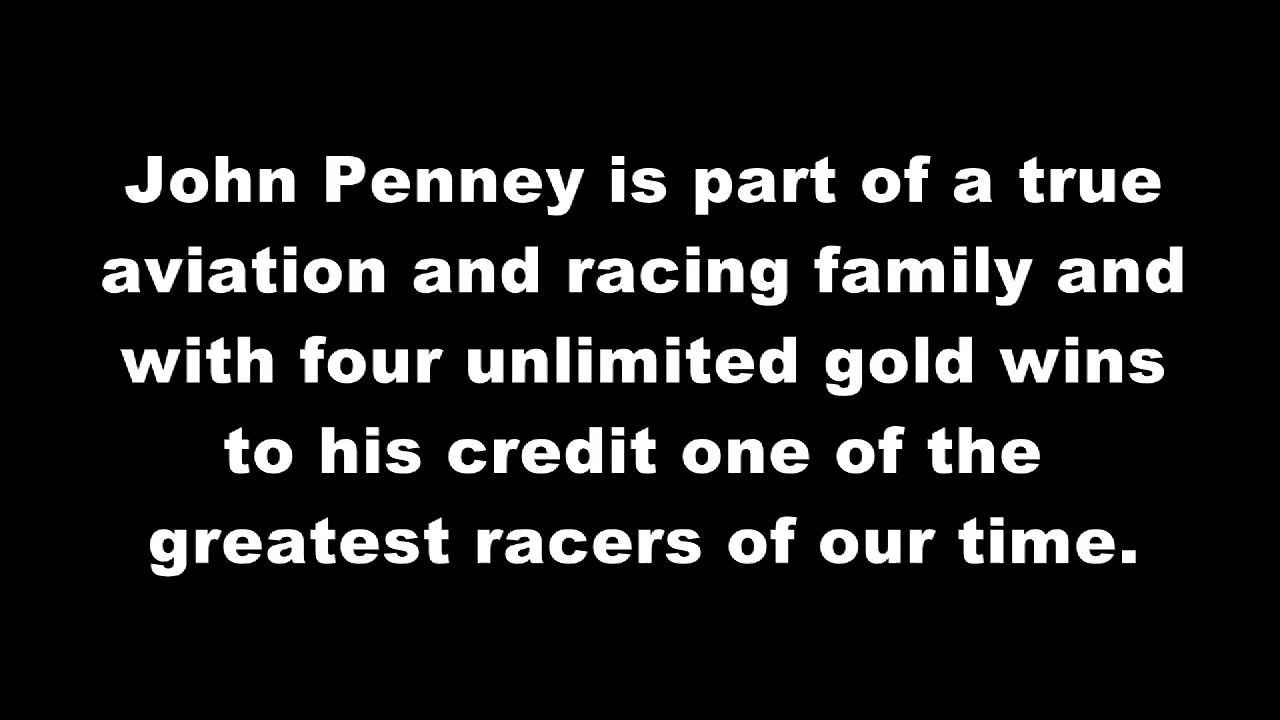 John Penney is part of a true
aviation and racing family and
with four unlimited gold wins
to his credit one of the
greatest racers of our time.